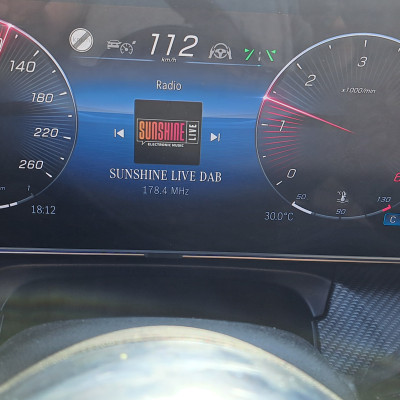 112
km/h
140
180
220
260
1
18:12
Radio
SUNSHINE
LIVE
ELECTRONIC MUSIC
SUNSHINE LIVE DAB
178.4 MHz
3
2
x1000/min
1
0
30.0°C
50
90
130
C